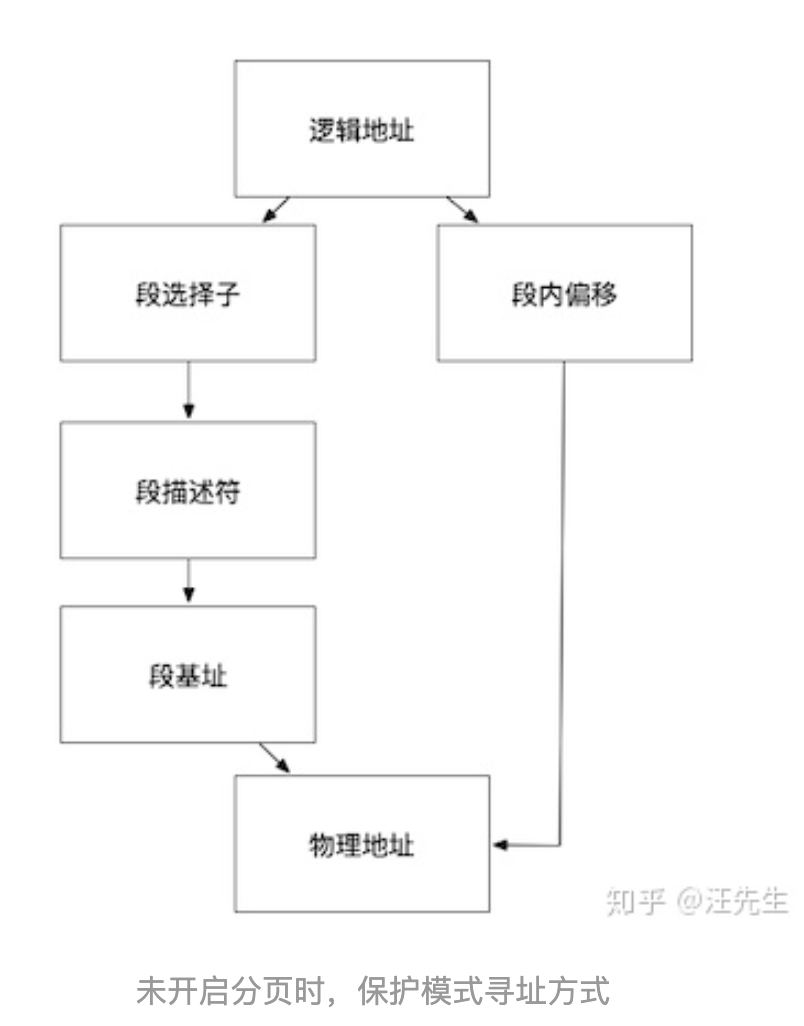 逻辑地址
段选择子
段内偏移
段描述符
段基址
物理地址
知乎 @汪先生
未开启分页时，保护模式寻址方式